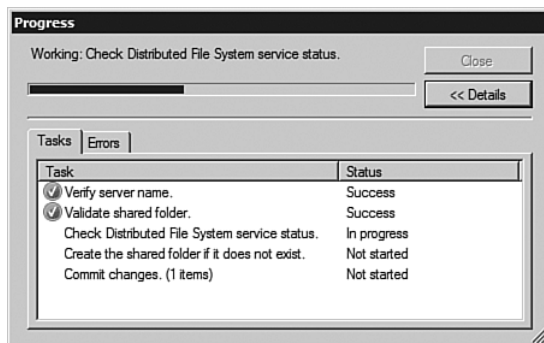 Progress
Working: Check Distributed File System service status.
Close
<< Details
Tasks Errors
Task Status
Verify server name. Success
Validate shared folder. Success
Check Distributed File System service status. In progress
Create the shared folder if it does not exist. Not started
Commit changes. (1 items) Not started